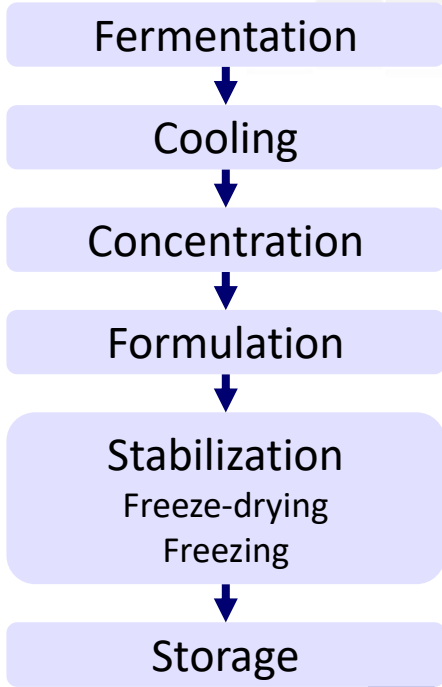 Fermentation
Cooling
Concentration
Formulation
Stabilization
Freeze-drying
Freezing
Storage